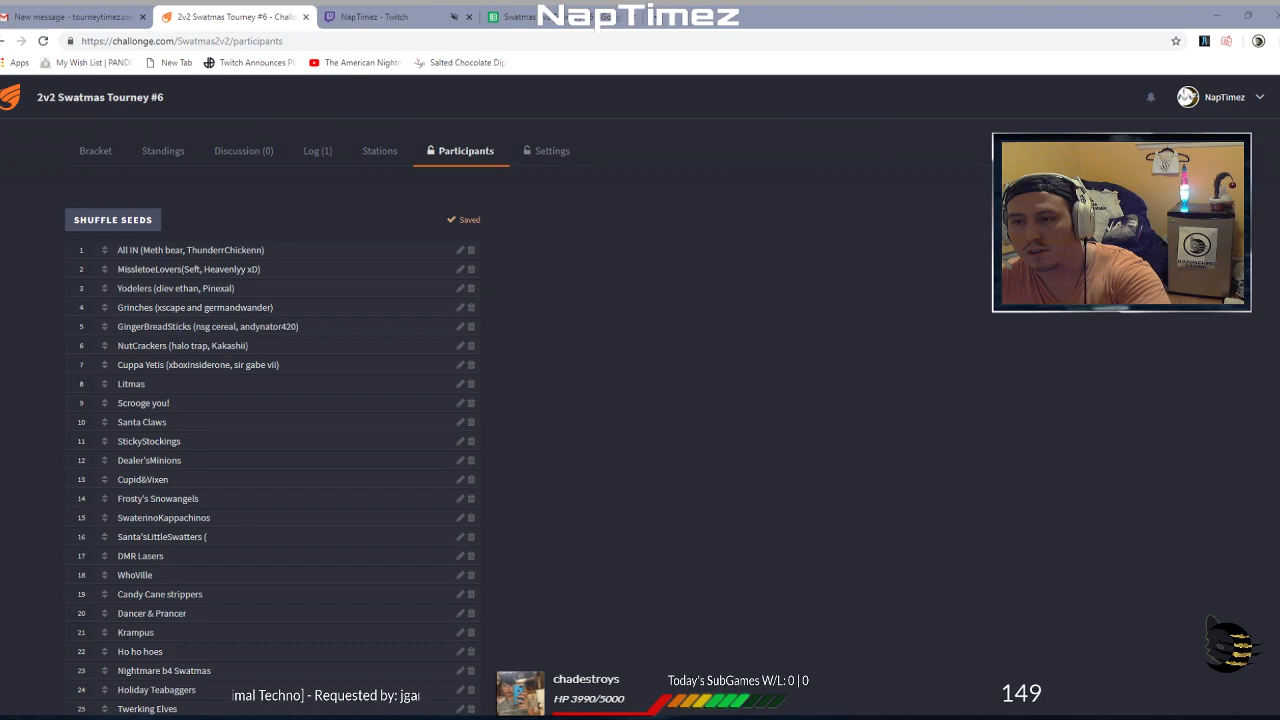 New message - tourneytimez.co
2v2 Swatmas Tourney #6 - Challo
NapTimez - Twitch
Swatmas
NapTimez
https://challonge.com/Swatmas2v2/participants
Apps
My Wish List | PAND
New Tab
Twitch Announces P
The American Nightm
Salted Chocolate Dip
2v2 Swatmas Tourney #6
NapTimez
Bracket
Standings
Discussion (0)
Log (1)
Stations
Participants
Settings
SHUFFLE SEEDS
Saved
1 All IN (Meth bear, ThunderrChickenn)
2 MissletoeLovers(Seft, Heavenlyy xD)
3 Yodelers (diev ethan, Pinexal)
4 Grinches (xscape and germandwander)
5 GingerBreadSticks (nsg cereal, andynator420)
6 NutCrackers (halo trap, Kakashii)
7 Cuppa Yetis (xboxinsiderone, sir gabe vii)
8 Litmas
9 Scrooge you!
10 Santa Claws
11 StickyStockings
12 Dealer'sMinions
13 Cupid&Vixen
14 Frosty's Snowangels
15 SwaterinoKappachinos
16 Santa'sLittleSwatters (
17 DMR Lasers
18 WhoVille
19 Candy Cane strippers
20 Dancer & Prancer
21 Krampus
22 Ho ho hoes
23 Nightmare b4 Swatmas
24 Holiday Teabaggers
25 Twerking Elves
imal Techno] - Requested by: jgar
chadestroys
HP 3990/5000
Today's SubGames W/L: 0 | 0
149